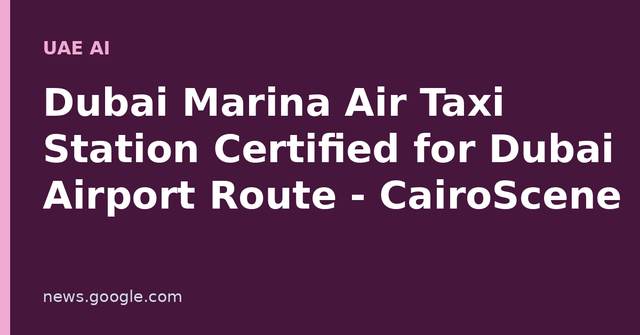 UAE AI
Dubai Marina Air Taxi
Station Certified for Dubai
Airport Route - CairoScene
news.google.com